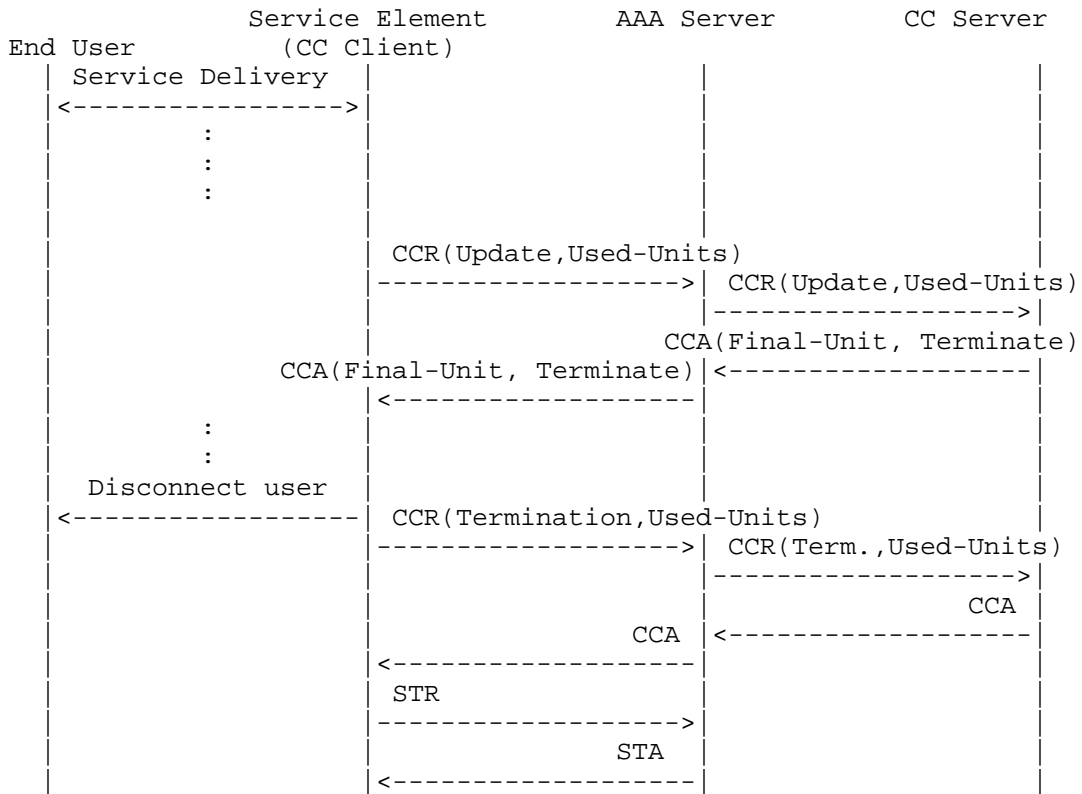 Service Element AAA Server CC Server
End User (CC Client)
Service Delivery
CCR(Update,Used-Units)
CCR(Update,Used-Units)
CCA(Final-Unit, Terminate)
CCA(Final-Unit, Terminate)
Disconnect user
CCR(Termination,Used-Units)
CCR(Term.,Used-Units)
CCA
CCA
STR
STA